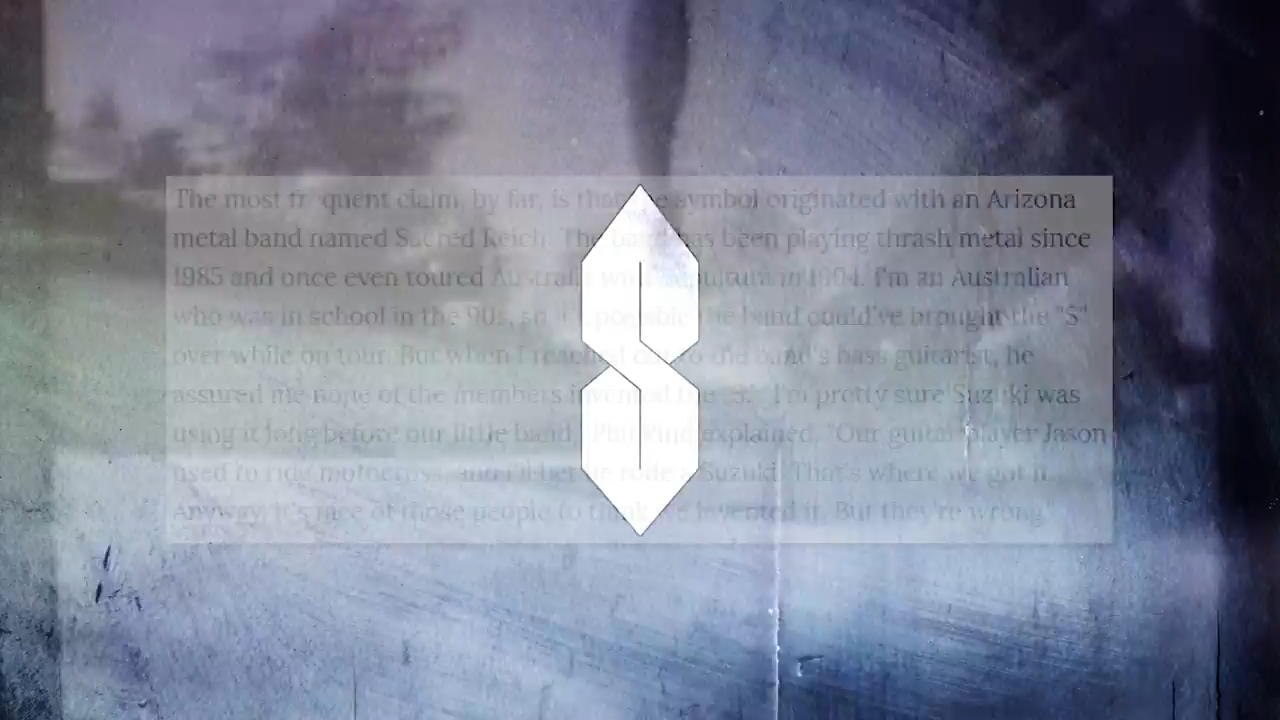 The most frequent claim, by far, is that the symbol originated with an Arizona
metal band named Sacred Reich. The band has been playing thrash metal since
1985 and once even toured Australia with Sepultura in 1904. I'm an Australian
who was in school in the 90s, so it's possible the band could've brought the "S"
over while on tour. But when I reached out to the band's bass guitarist, he
assured me none of the members invented the "S." "I'm pretty sure Suzuki was
using it long before our little band," Phil Rind explained. "Our guitar player Jason
used to ride motocross, and I'll bet he rode a Suzuki. That's where we got it.
Anyway, it's nice of those people to think we invented it. But they're wrong."